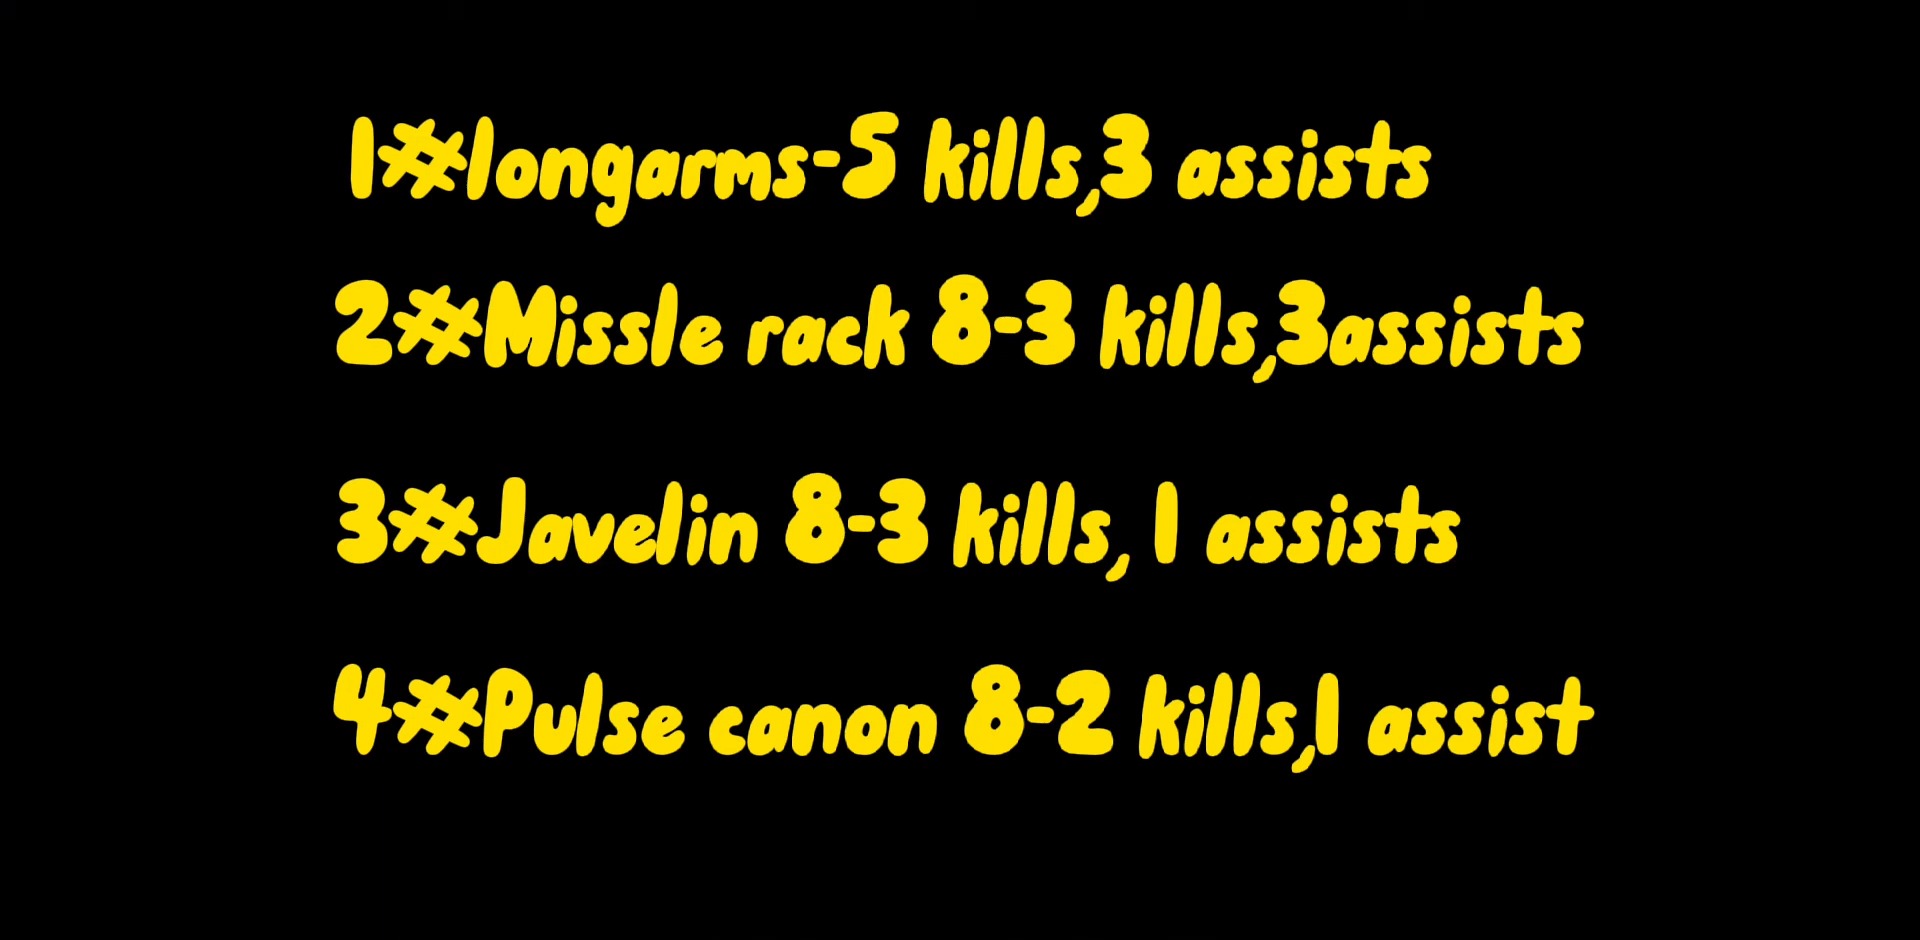 1#longarms-5 kills,3 assists
2#Missle rack 8-3 kills,3assists
3#Javelin 8-3 kills, 1 assists
4#Pulse canon 8-2 kills,1 assist